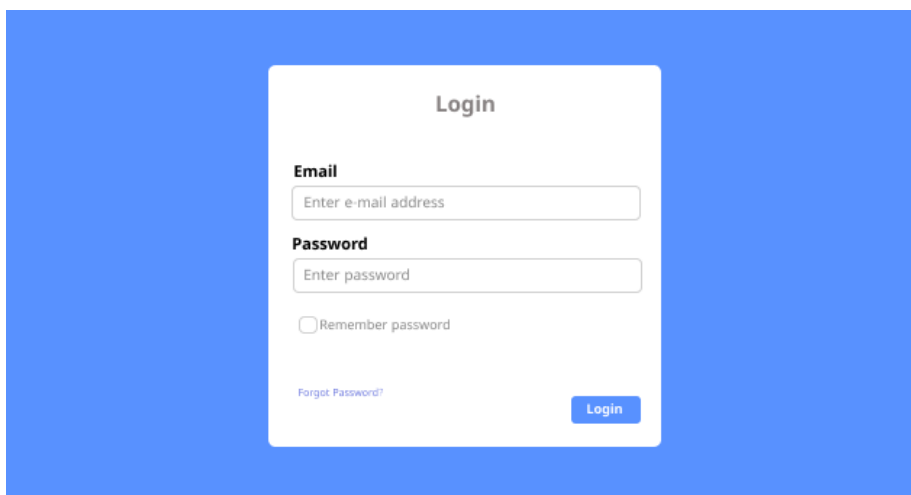 Login
Email
Enter e-mail address
Password
Enter password
Remember password
Forgot Password?
Login